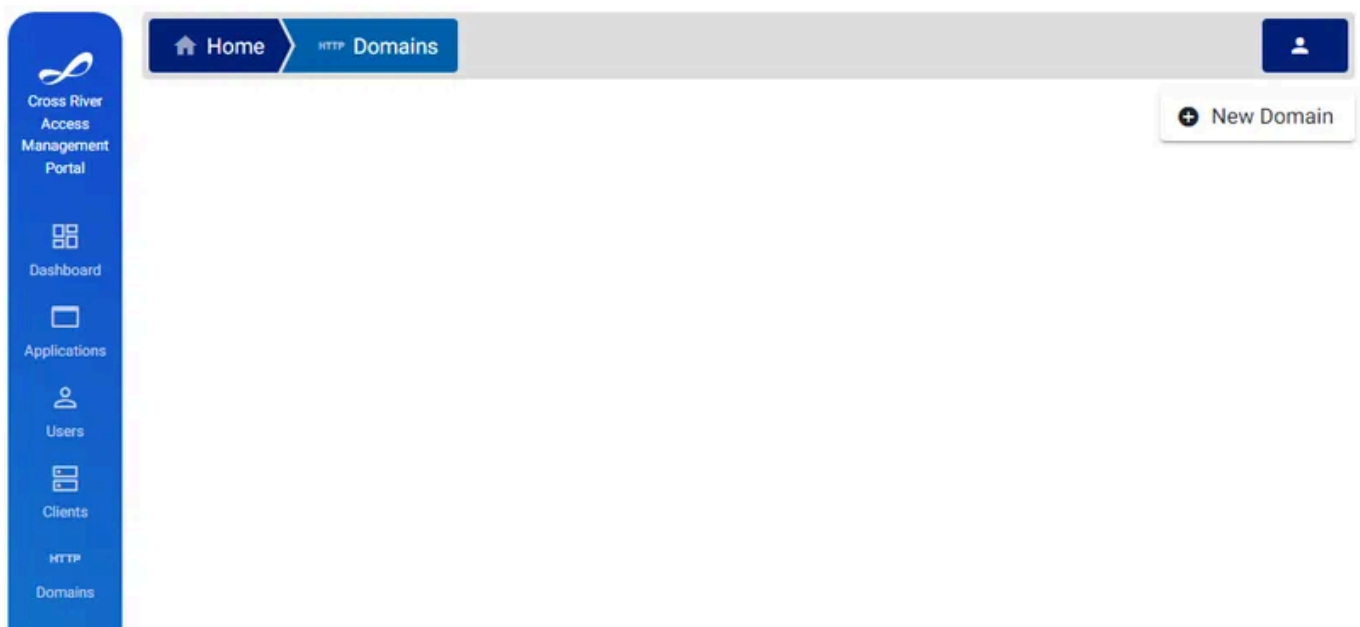 Cross River
Access
Management
Portal
Dashboard
Applications
Users
Clients
HTTP
Domains
Home
HTTP Domains
New Domain